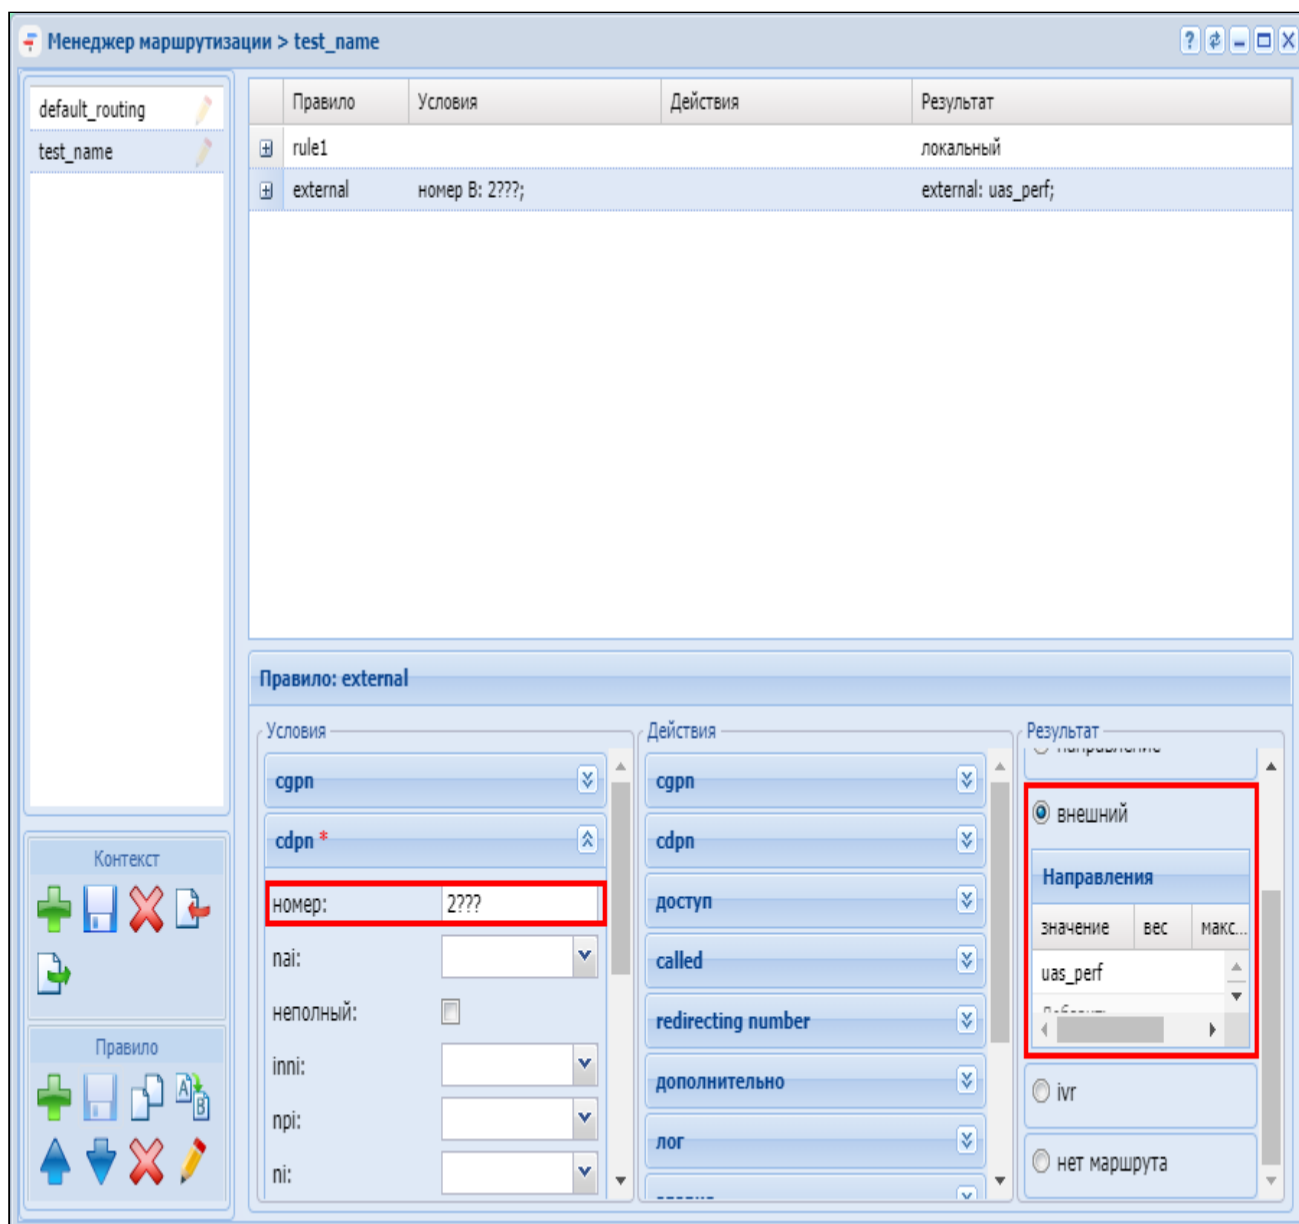 Менеджер маршрутизации > test_name
default_routing
test_name
Правило Условия Действия Результат
rule1 локальный
external номер B: 2???; external: uas_perf;
Контекст
Правило
Правило: external
Условия
cgpn
cdpn *
номер: 2???
nai:
неполный:
inni:
npi:
ni:
Действия
cgpn
cdpn
доступ
called
redirecting number
дополнительно
лог
Результат
внешний
Направления
значение вес макс...
uas_perf
ivr
нет маршрута